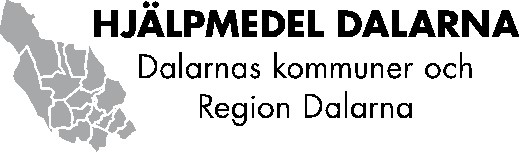 HJÄLPMEDEL DALARNA
Dalarnas kommuner och
Region Dalarna